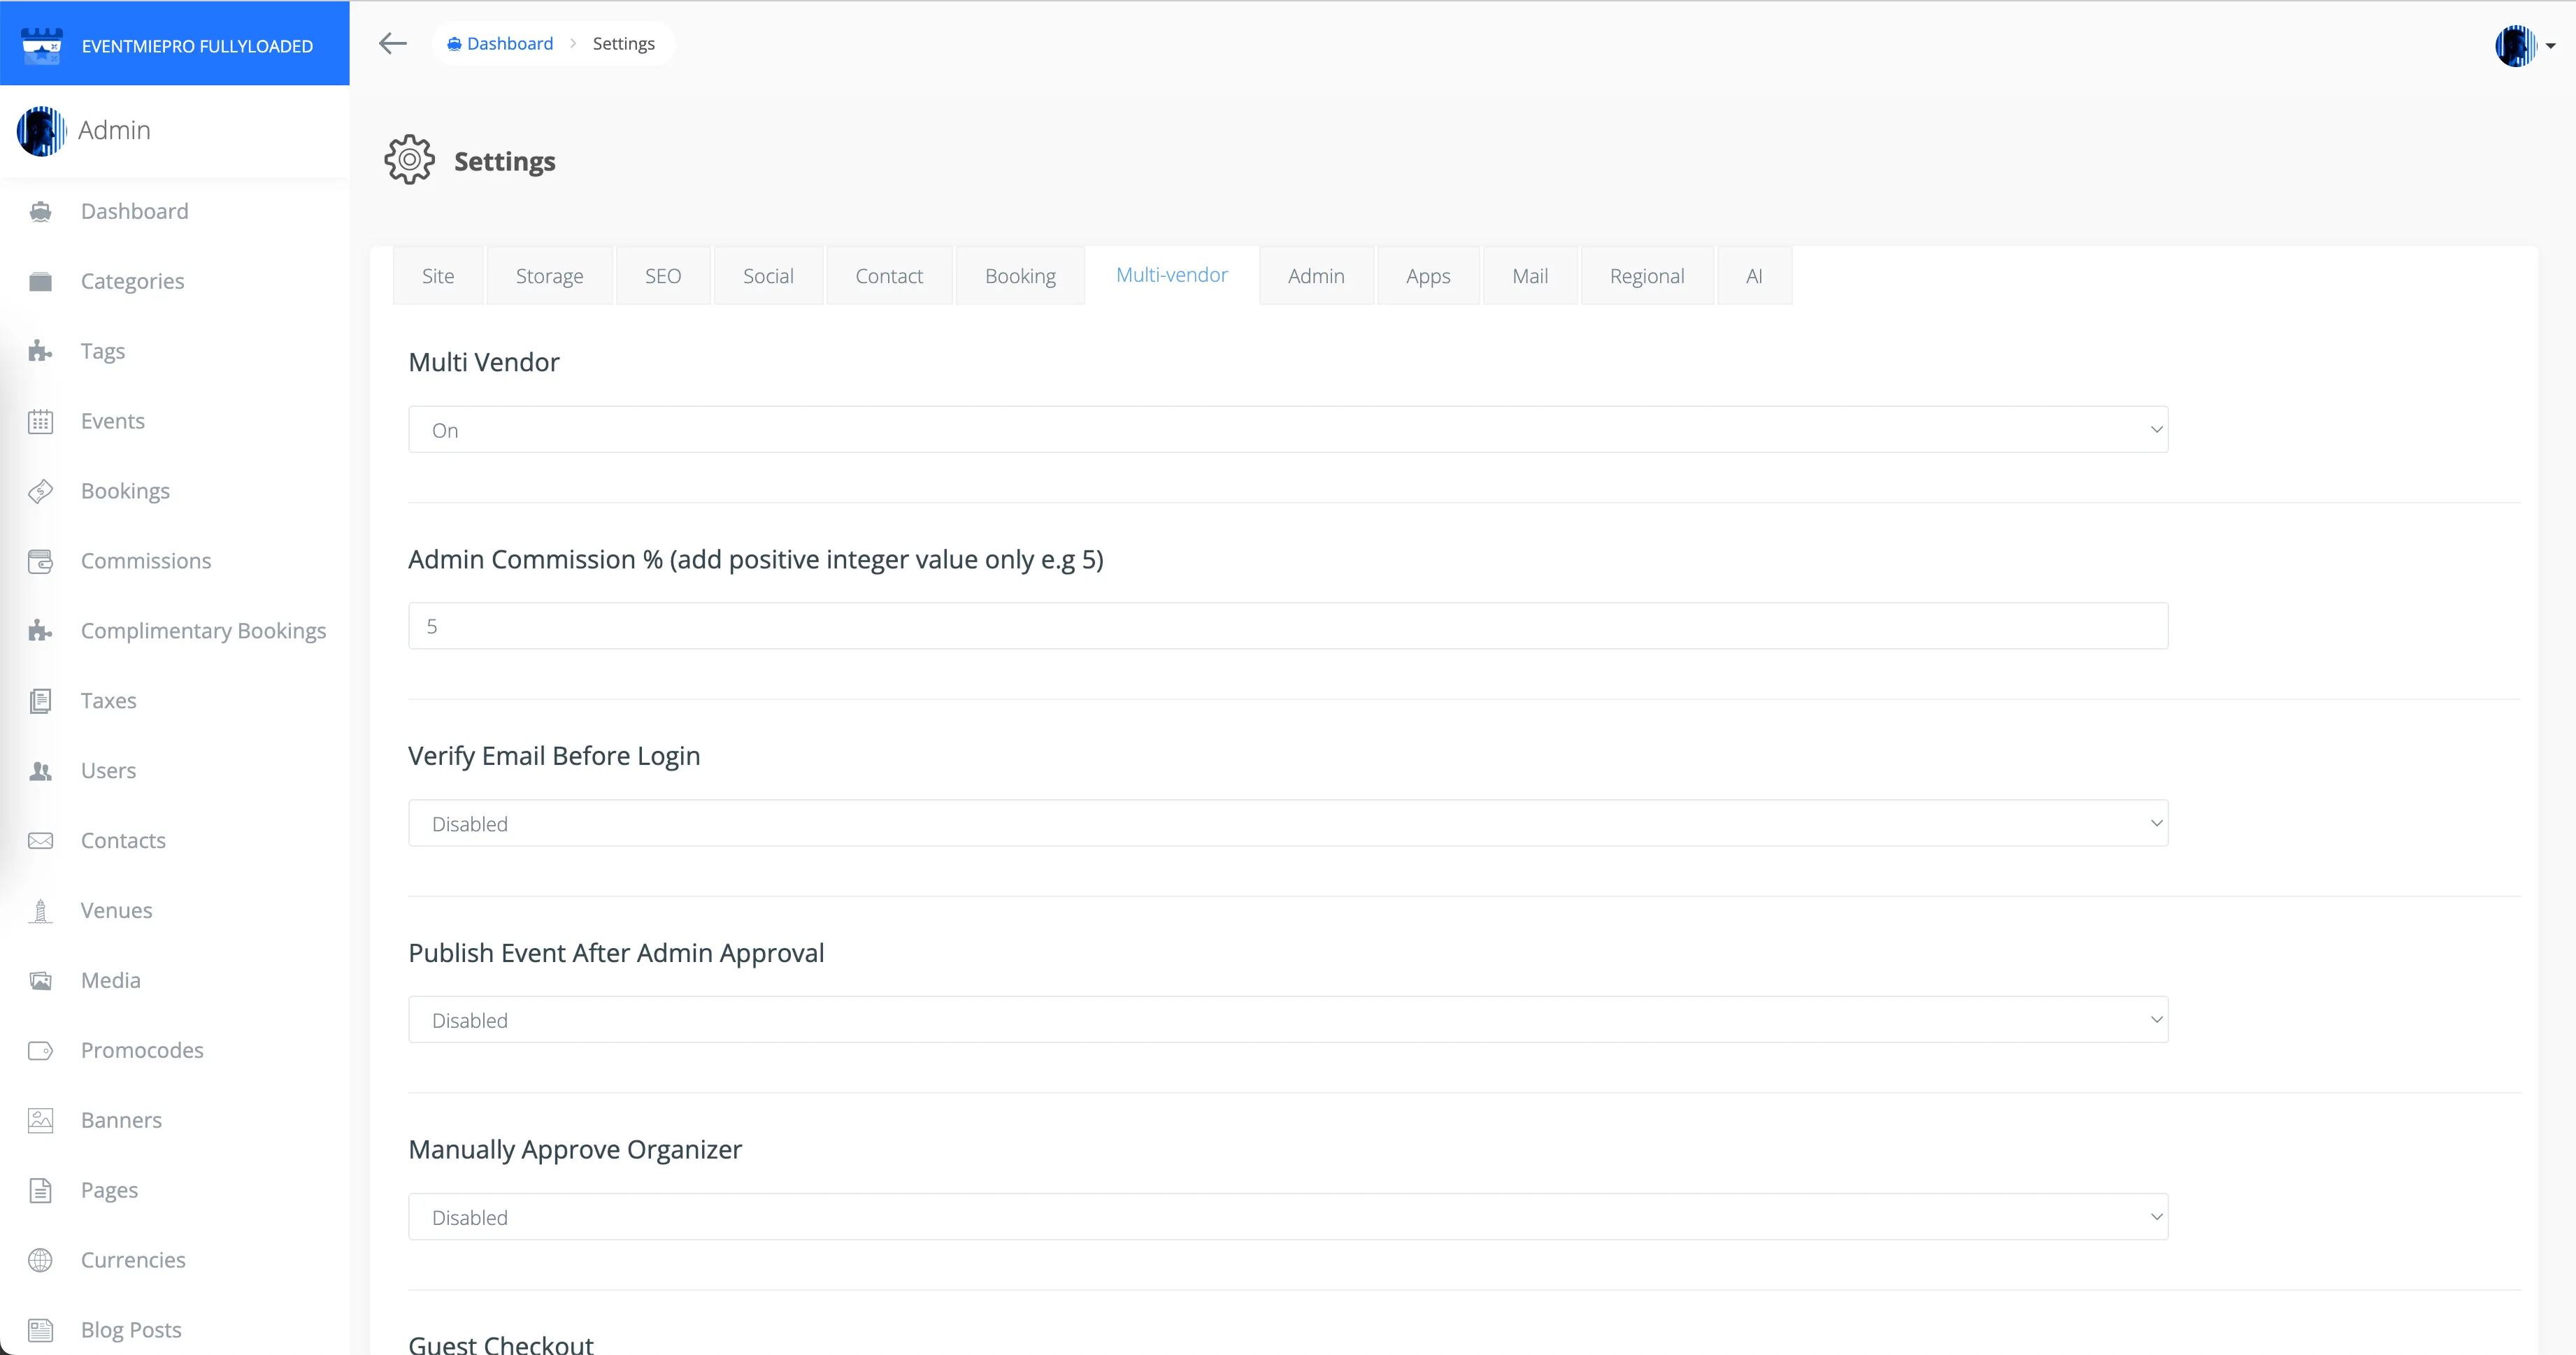 EVENTMIEPRO FULLYLOADED
Dashboard
Settings
Admin
Dashboard
Categories
Tags
Events
Bookings
Commissions
Complimentary Bookings
Taxes
Users
Contacts
Venues
Media
Promocodes
Banners
Pages
Currencies
Blog Posts
Settings
Site
Storage
SEO
Social
Contact
Booking
Multi-vendor
Admin
Apps
Mail
Regional
AI
Multi Vendor
On
Admin Commission % (add positive integer value only e.g 5)
5
Verify Email Before Login
Disabled
Publish Event After Admin Approval
Disabled
Manually Approve Organizer
Disabled
Guest Checkout